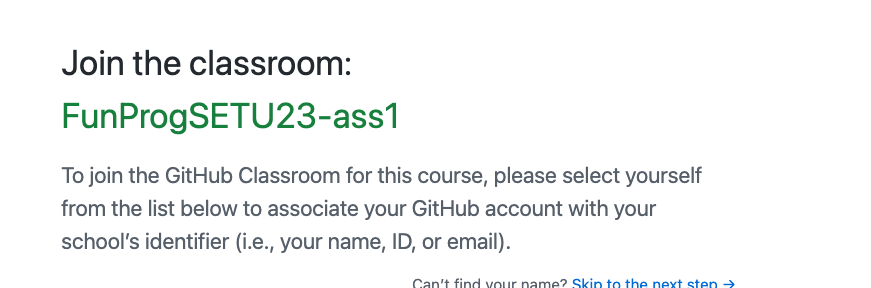 Join the classroom:
FunProgSETU23-ass1
To join the GitHub Classroom for this course, please select yourself
from the list below to associate your GitHub account with your
school’s identifier (i.e., your name, ID, or email).
Can’t find your name? Skip to the next step →